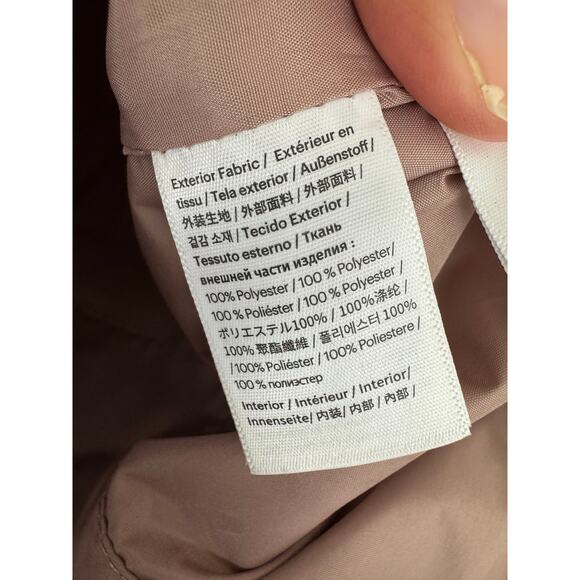 Exterior Fabric / Extérieur en
tissu / Tela exterior / Außenstoff /
外装生地 / 外部面料 / 外部面料 /
겉감 소재 / Tecido Exterior /
Tessuto esterno / Ткань
внешней части изделия :
100% Polyester / 100% Polyester/
100 % Poliéster / 100 % Polyester /
ポリエステル100% / 100%涤纶/
100% 聚酯纖維 / 폴리에스터 100%
/100% Poliéster / 100% Poliestere /
100 % полиэстер
Interior / Intérieur / Interior/
Innenseite/ 内装/ 内部 / 內部 /